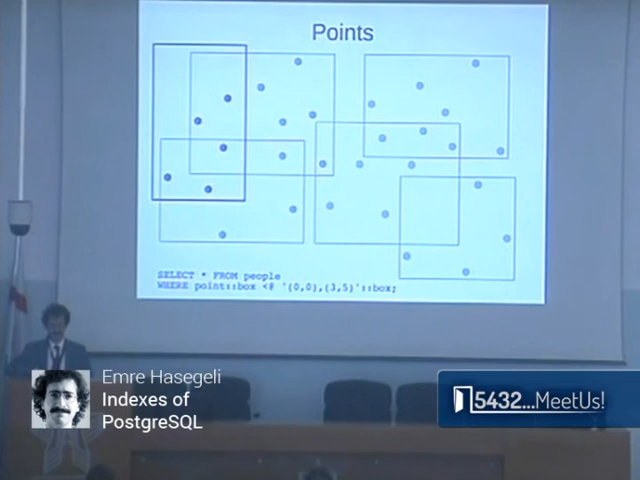 Points
SELECT * FROM people
WHERE point::box <@ '(0,0),(3,5)'::box;
Emre Hasegeli
Indexes of
PostgreSQL
5432...MeetUs!